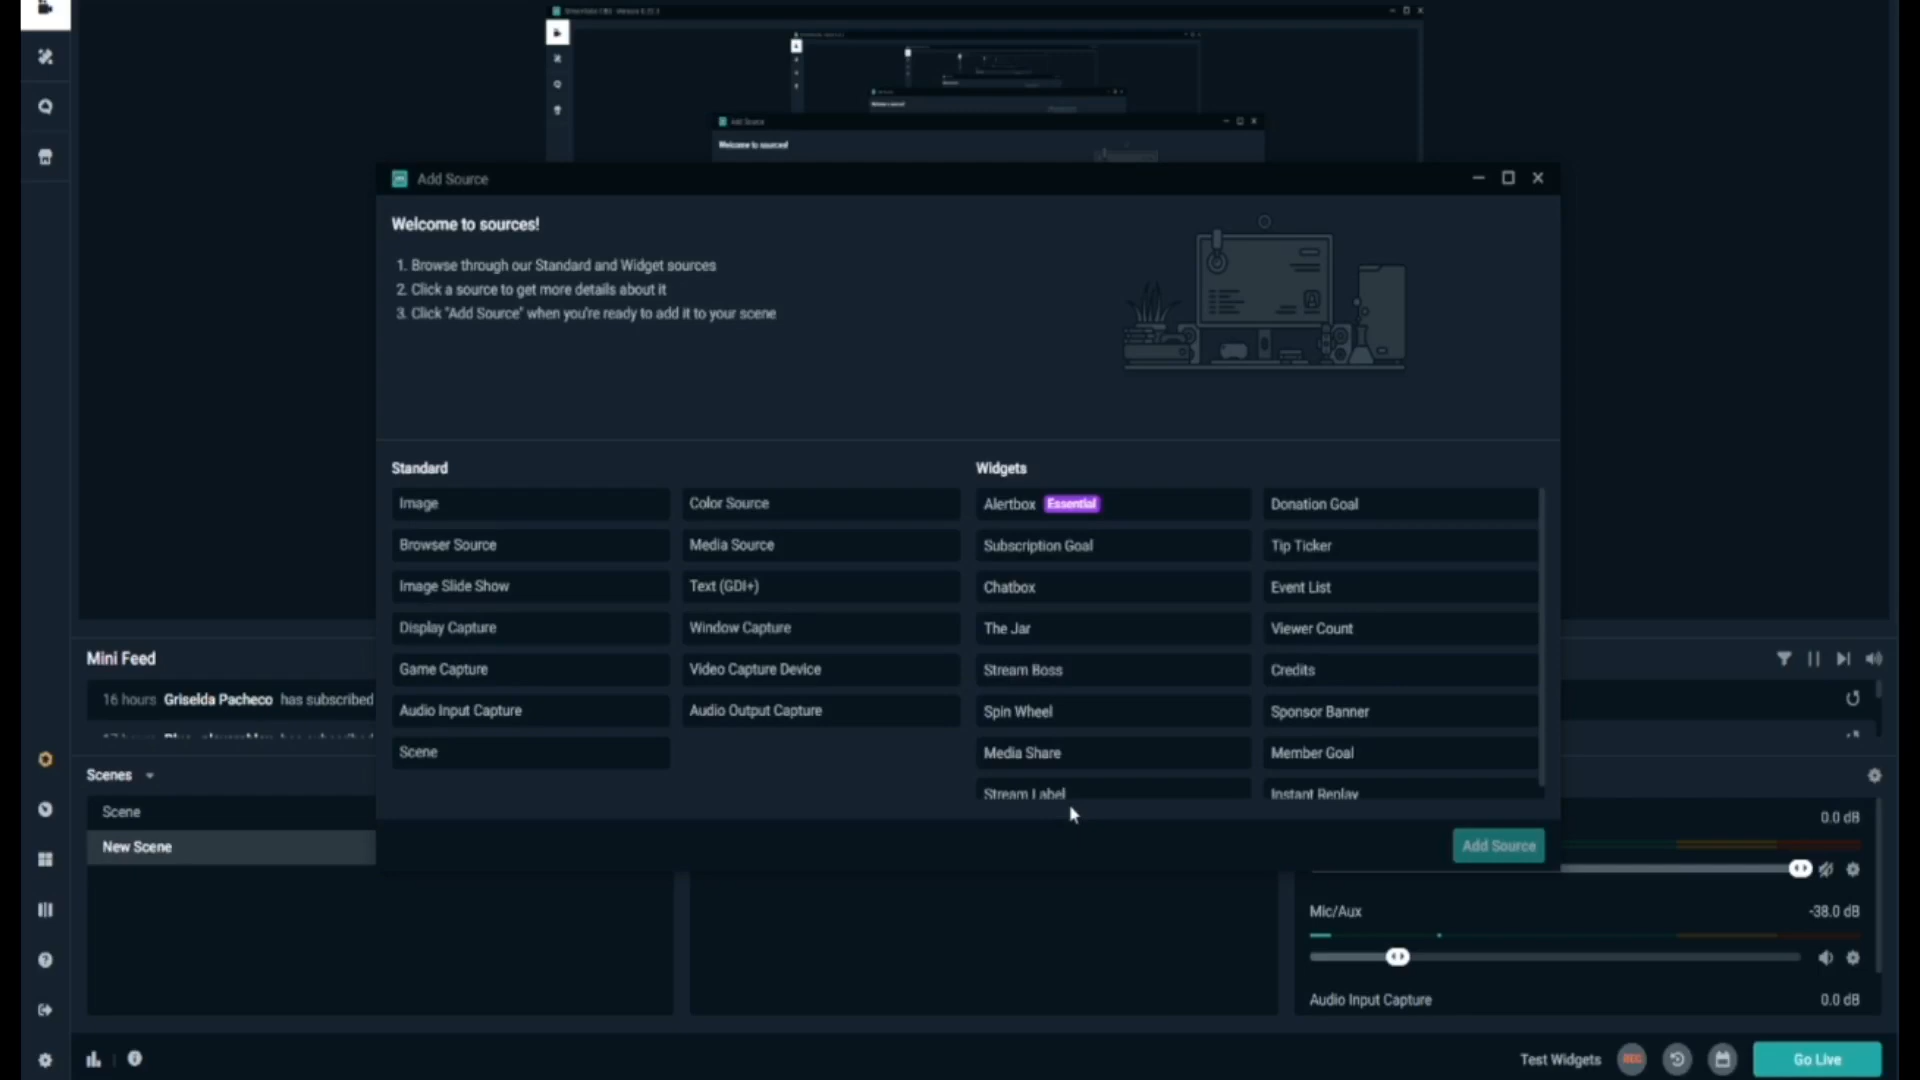 Add Source
Welcome to sources!
Add Source
Welcome to sources!
1. Browse through our Standard and Widget sources
2. Click a source to get more details about it
3. Click "Add Source" when you're ready to add it to your scene
Standard
Image
Color Source
Browser Source
Media Source
Image Slide Show
Text (GDI+)
Display Capture
Window Capture
Game Capture
Video Capture Device
Audio Input Capture
Audio Output Capture
Scene
Widgets
Alertbox Essential
Donation Goal
Subscription Goal
Tip Ticker
Chatbox
Event List
The Jar
Viewer Count
Stream Boss
Credits
Spin Wheel
Sponsor Banner
Media Share
Member Goal
Stream Label
Instant Replay
Add Source
Mini Feed
16 hours Griselda Pacheco has subscribed
Scenes
Scene
New Scene
0.0 dB
Mic/Aux -38.0 dB
Audio Input Capture 0.0 dB
Test Widgets
REC
Go Live